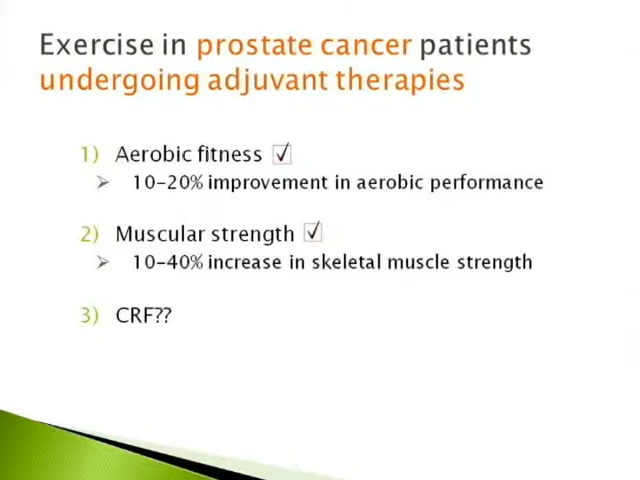 Exercise in prostate cancer patients
undergoing adjuvant therapies
1) Aerobic fitness ☑
➢ 10-20% improvement in aerobic performance
2) Muscular strength ☑
➢ 10-40% increase in skeletal muscle strength
3) CRF??